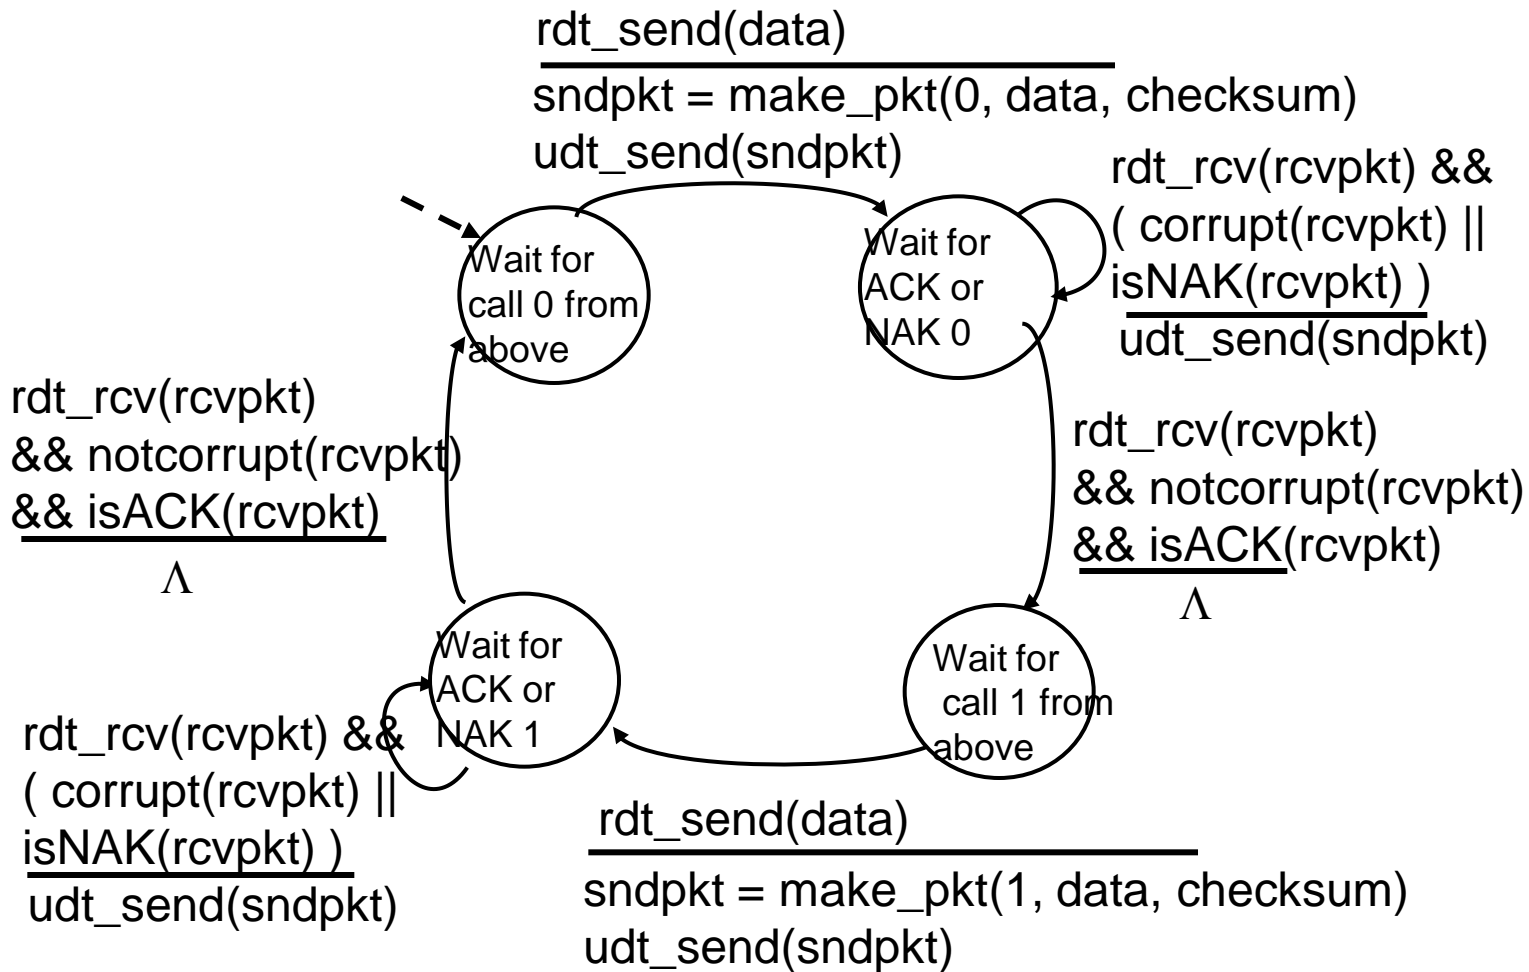 rdt_send(data)
sndpkt = make_pkt(0, data, checksum)
udt_send(sndpkt)
rdt_rcv(rcvpkt) &&
( corrupt(rcvpkt) ||
isNAK(rcvpkt) )
udt_send(sndpkt)
Wait for
call 0 from
above
Wait for
ACK or
NAK 0
rdt_rcv(rcvpkt)
&& notcorrupt(rcvpkt)
&& isACK(rcvpkt)
Λ
rdt_rcv(rcvpkt)
&& notcorrupt(rcvpkt)
&& isACK(rcvpkt)
Λ
Wait for
ACK or
NAK 1
Wait for
call 1 from
above
rdt_rcv(rcvpkt) &&
( corrupt(rcvpkt) ||
isNAK(rcvpkt) )
udt_send(sndpkt)
rdt_send(data)
sndpkt = make_pkt(1, data, checksum)
udt_send(sndpkt)